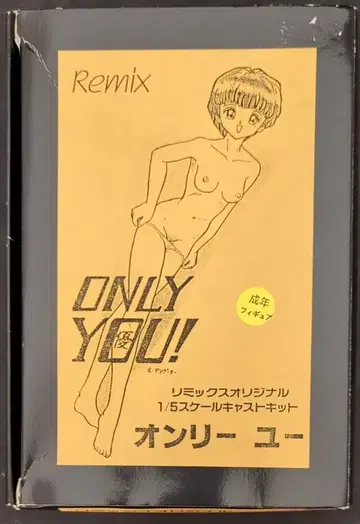 Remix
ONLY
YOU!
優
成年
フィギュア
リミックスオリジナル
1/5スケールキャストキット
オンリー ユー